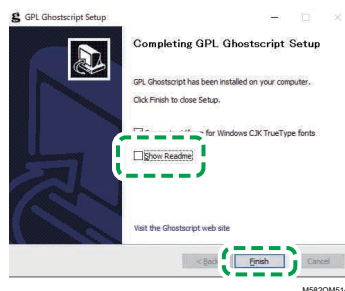 GPL Ghostscript Setup
Completing GPL Ghostscript Setup
GPL Ghostscript has been installed on your computer.
Click Finish to close Setup.
for Windows CJK TrueType fonts
Show Readme
Visit the Ghostscript web site
< Back
Finish
Cancel